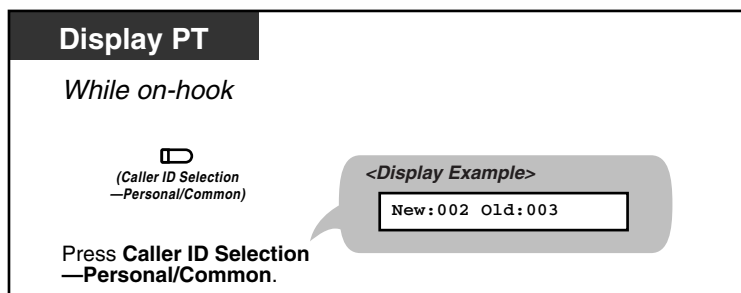 Display PT
While on-hook
(Caller ID Selection
—Personal/Common)
<Display Example>
New:002 Old:003
Press Caller ID Selection
—Personal/Common.